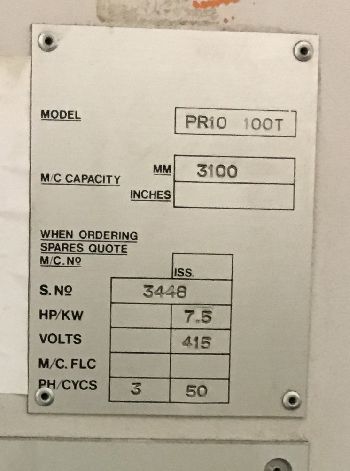 MODEL PR10 100T
MM 3100
M/C CAPACITY
INCHES
WHEN ORDERING
SPARES QUOTE
M/C. Nº
ISS.
S. Nº 3448
HP/KW 7.5
VOLTS 415
M/C. FLC
PH/CYCS 3 50